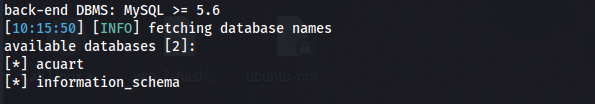 back-end DBMS: MySQL >= 5.6
[10:15:50] [INFO] fetching database names
available databases [2]:
[*] acuart
[*] information_schema